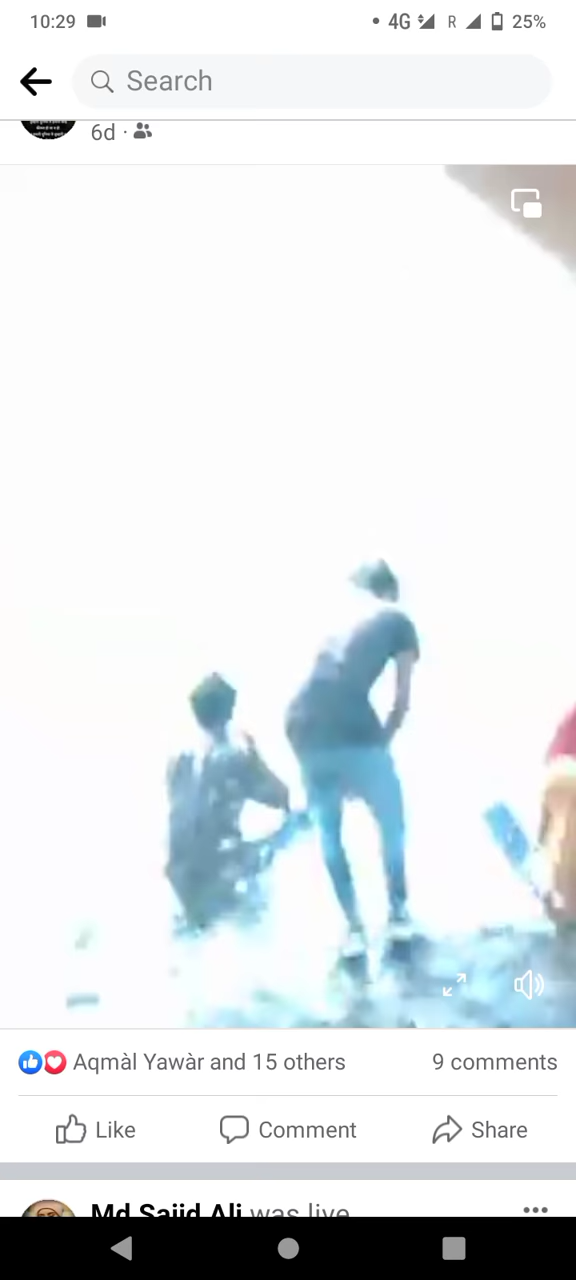 10:29 4G R 25%
Search
6d ·
Aqmàl Yawàr and 15 others 9 comments
Like Comment Share
Md Sajid Ali was live